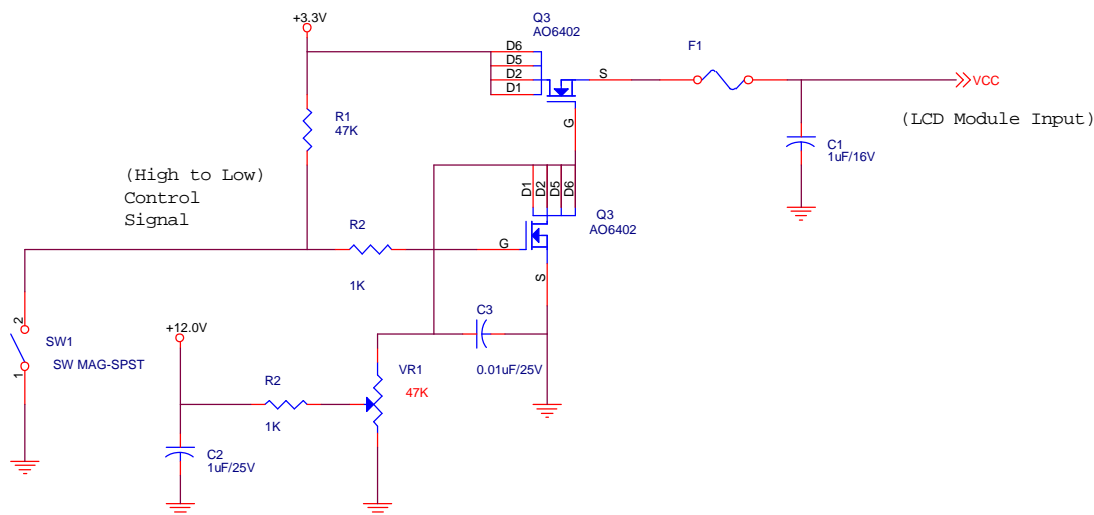 +3.3V
Q3
AO6402
D6
D5
D2
D1
S
G
F1
VCC
(LCD Module Input)
C1
1uF/16V
R1
47K
(High to Low)
Control
Signal
D1
D2
D5
D6
Q3
AO6402
R2
1K
G
S
C3
0.01uF/25V
2
1
SW1
SW MAG-SPST
+12.0V
R2
1K
VR1
47K
C2
1uF/25V